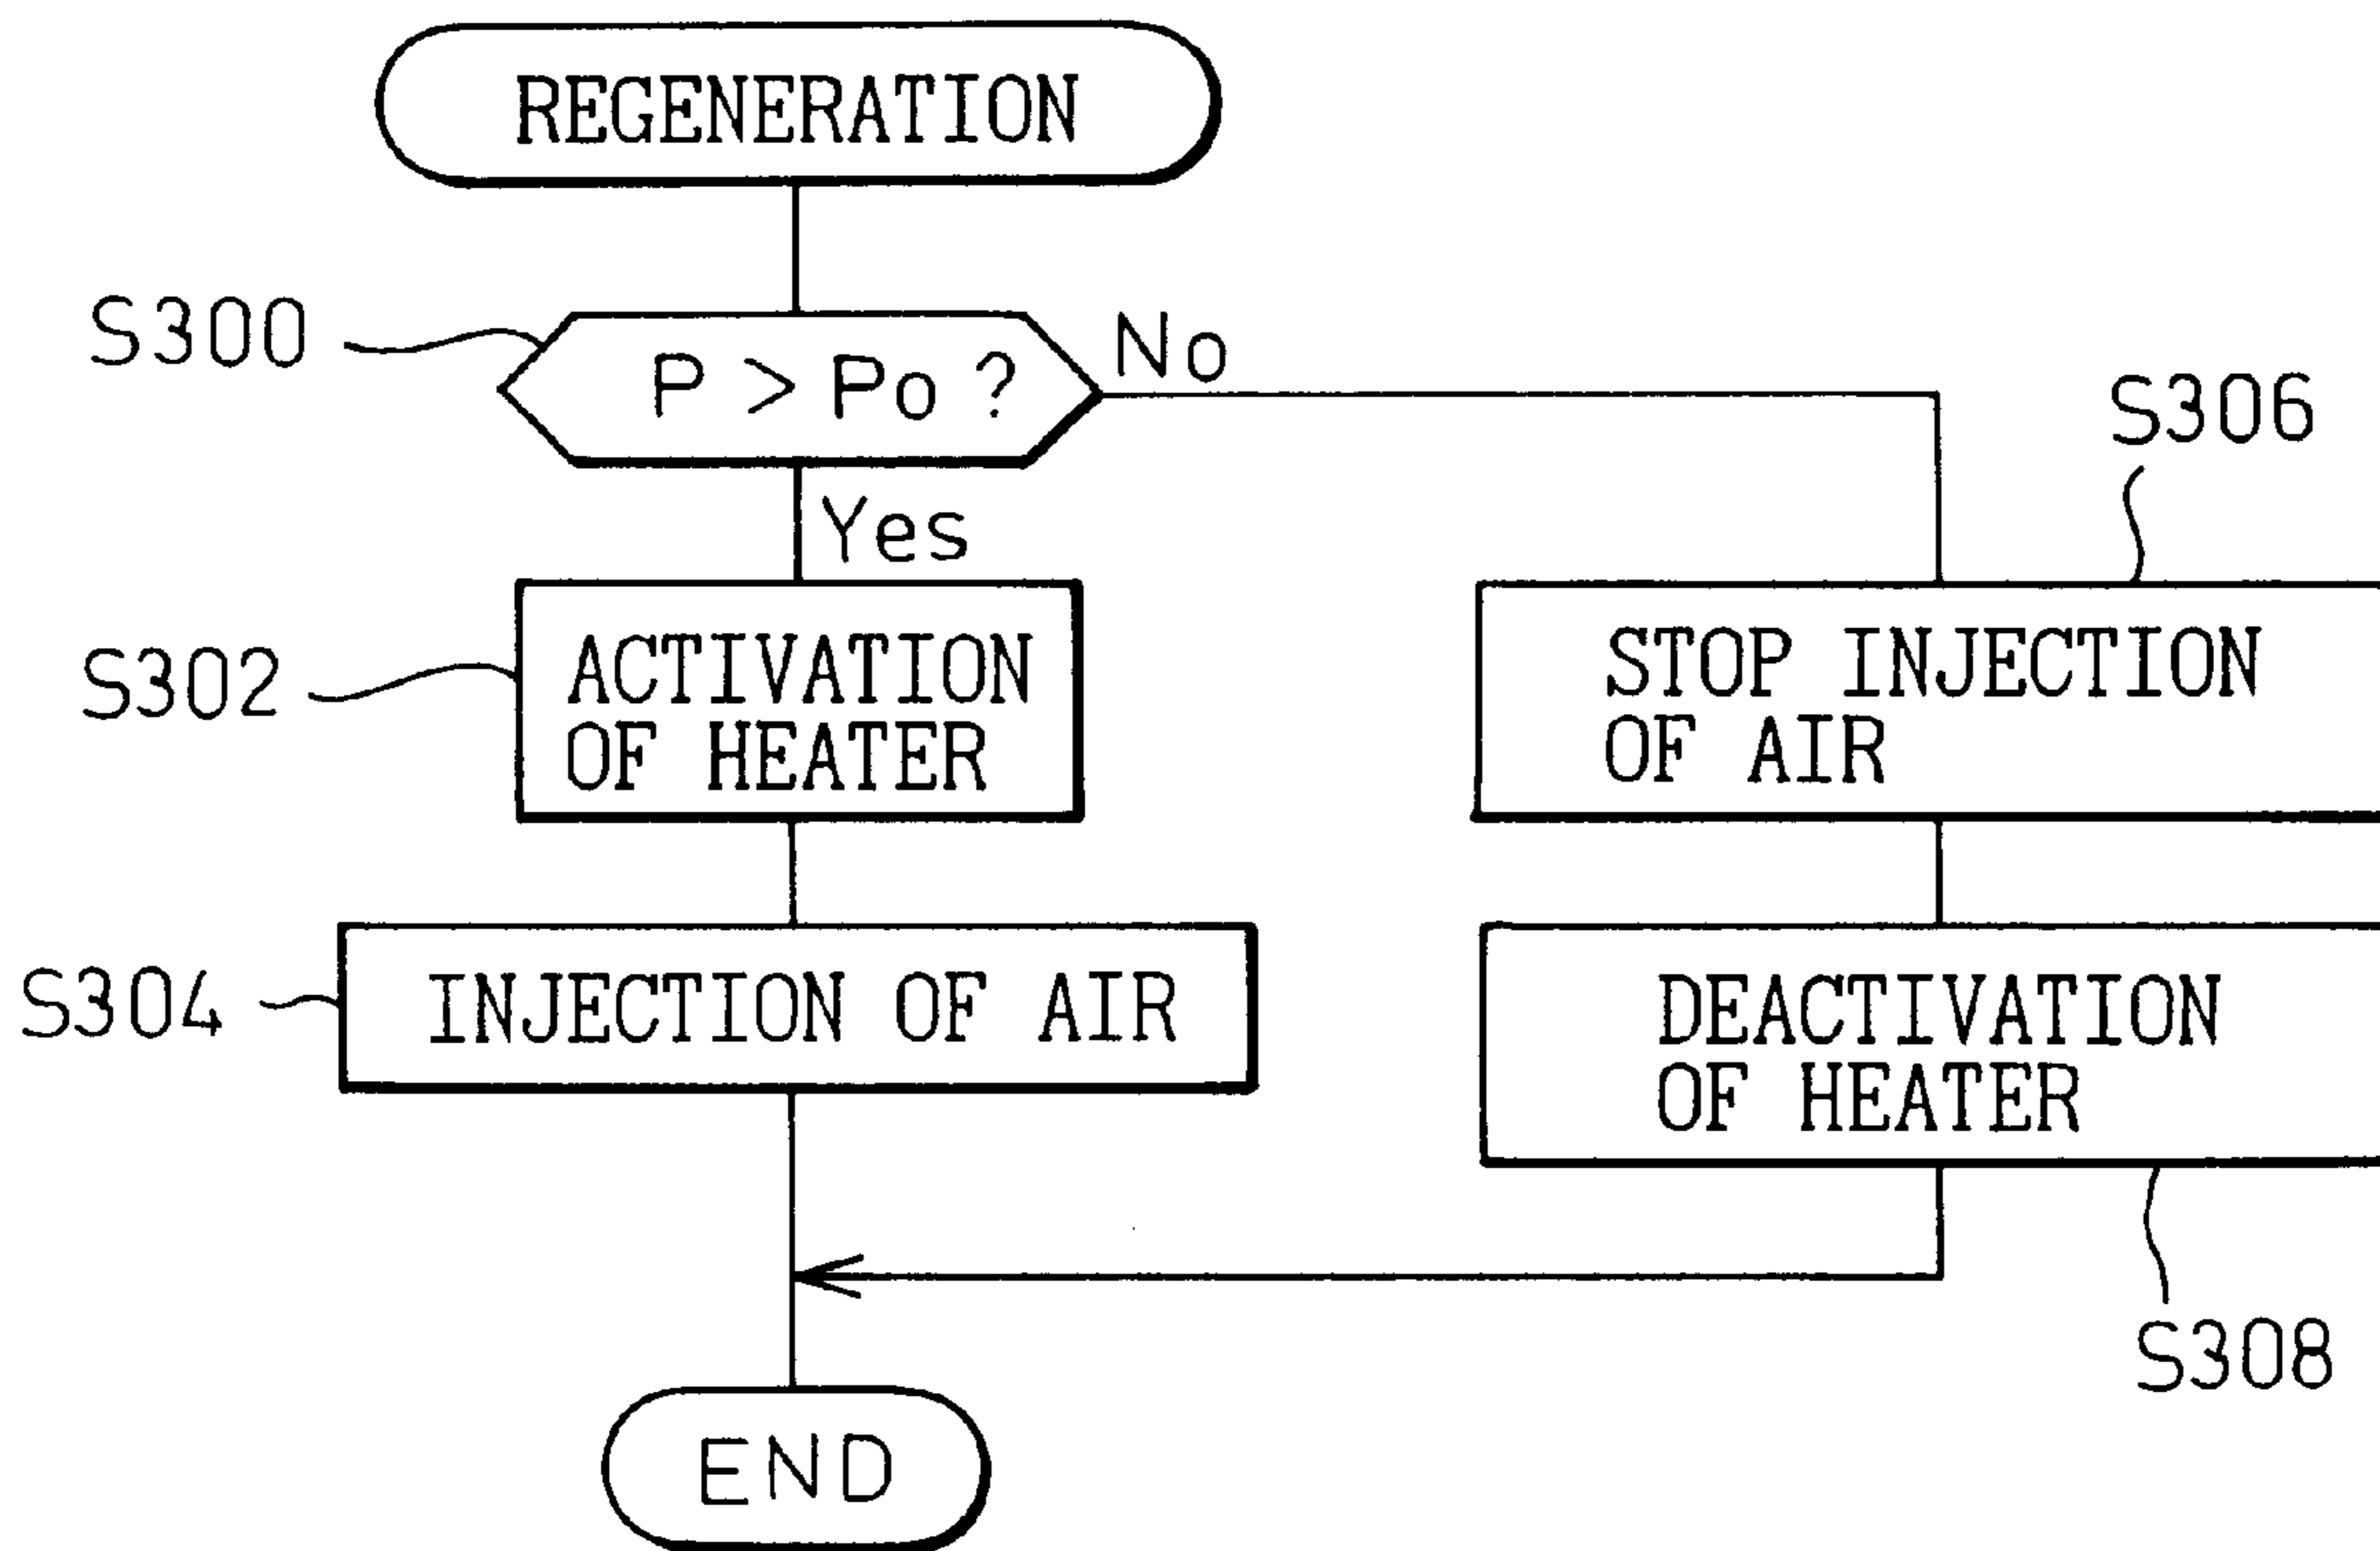 REGENERATION
S300
P > Po ?
No
S306
Yes
S302
ACTIVATION
OF HEATER
STOP INJECTION
OF AIR
S304
INJECTION OF AIR
DEACTIVATION
OF HEATER
S308
END